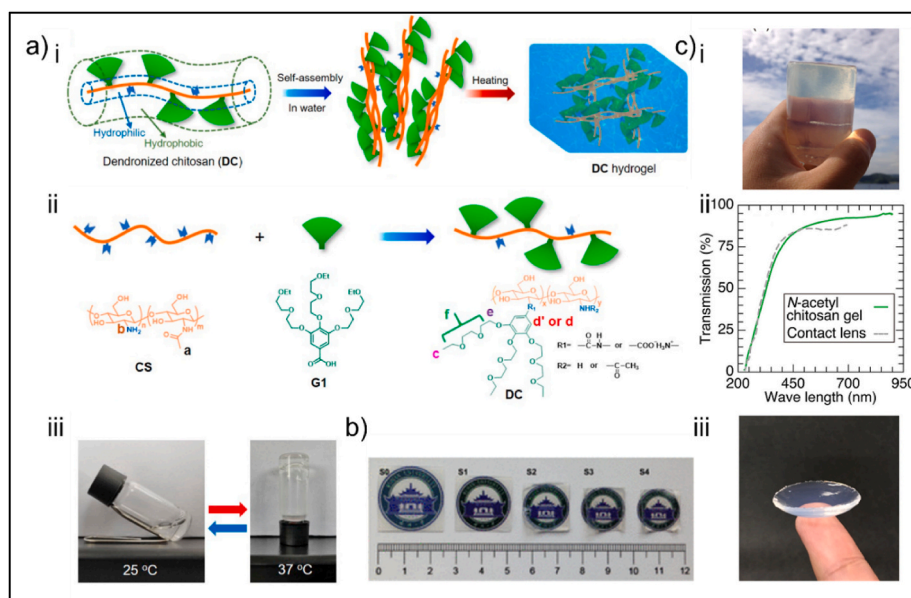 a) i
Self-assembly
In water
Heating
Hydrophilic
Hydrophobic
Dendronized chitosan (DC)
DC hydrogel
ii
+
CS
b
a
G1
DC
f
e
c
d' or d
R1=
or
R2= H or
iii
25 °C
37 °C
b)
S0 S1 S2 S3 S4
0 1 2 3 4 5 6 7 8 9 10 11 12
c) i
ii
Transmission (%)
100
75
50
25
0
N-acetyl
chitosan gel
Contact lens
200 450 700 900
Wave length (nm)
iii